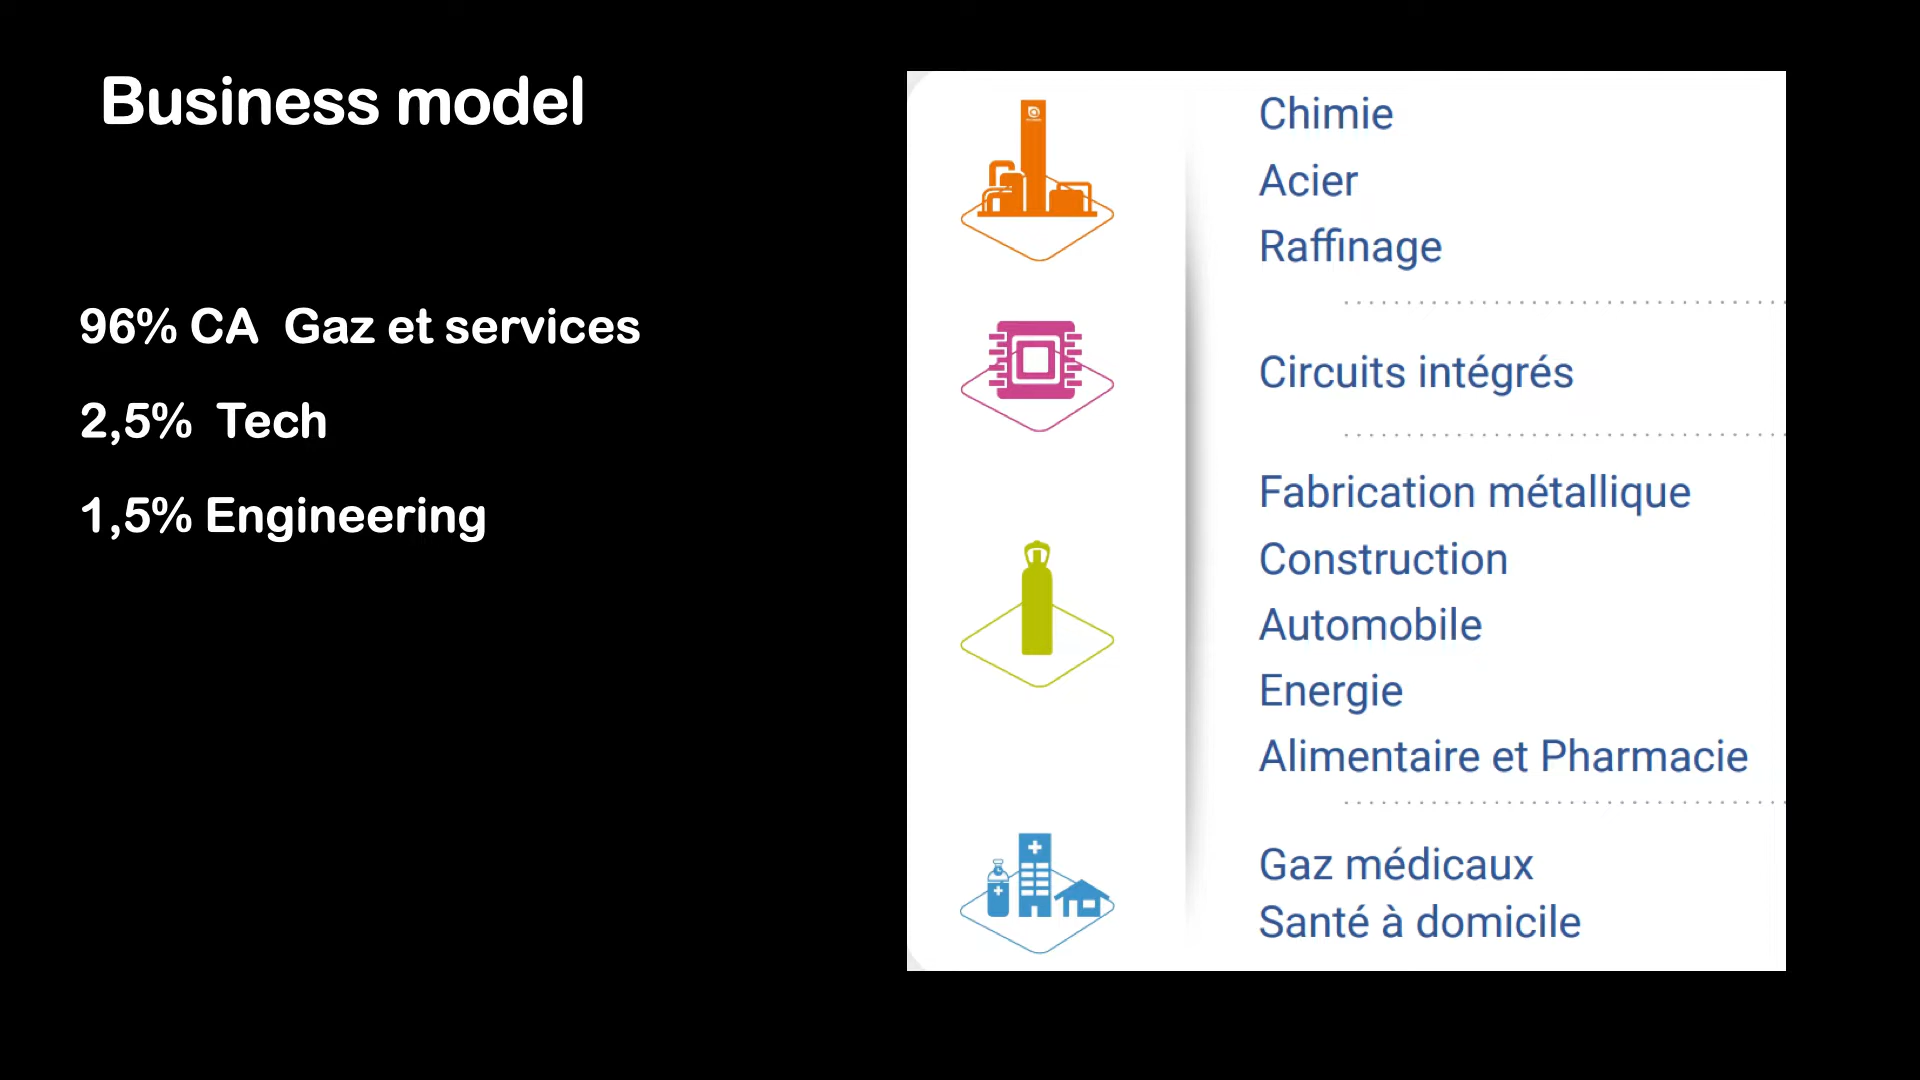 Business model
96% CA Gaz et services
2,5% Tech
1,5% Engineering
Chimie
Acier
Raffinage
Circuits intégrés
Fabrication métallique
Construction
Automobile
Energie
Alimentaire et Pharmacie
Gaz médicaux
Santé à domicile